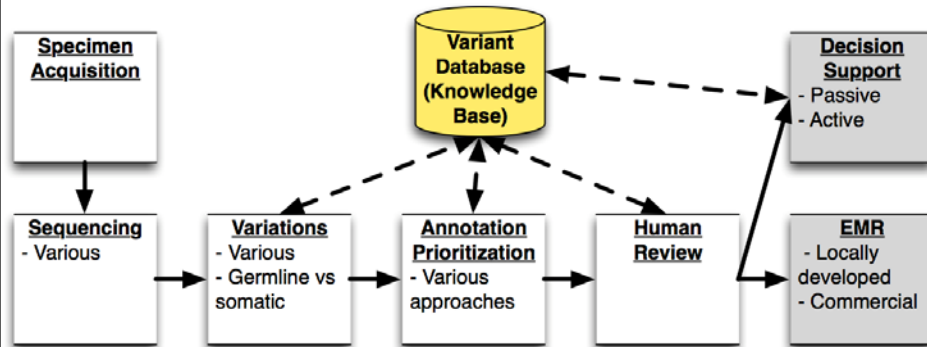 Specimen
Acquisition
Variant
Database
(Knowledge
Base)
Decision
Support
- Passive
- Active
Sequencing
- Various
Variations
- Various
- Germline vs
somatic
Annotation
Prioritization
- Various
approaches
Human
Review
EMR
- Locally
developed
- Commercial